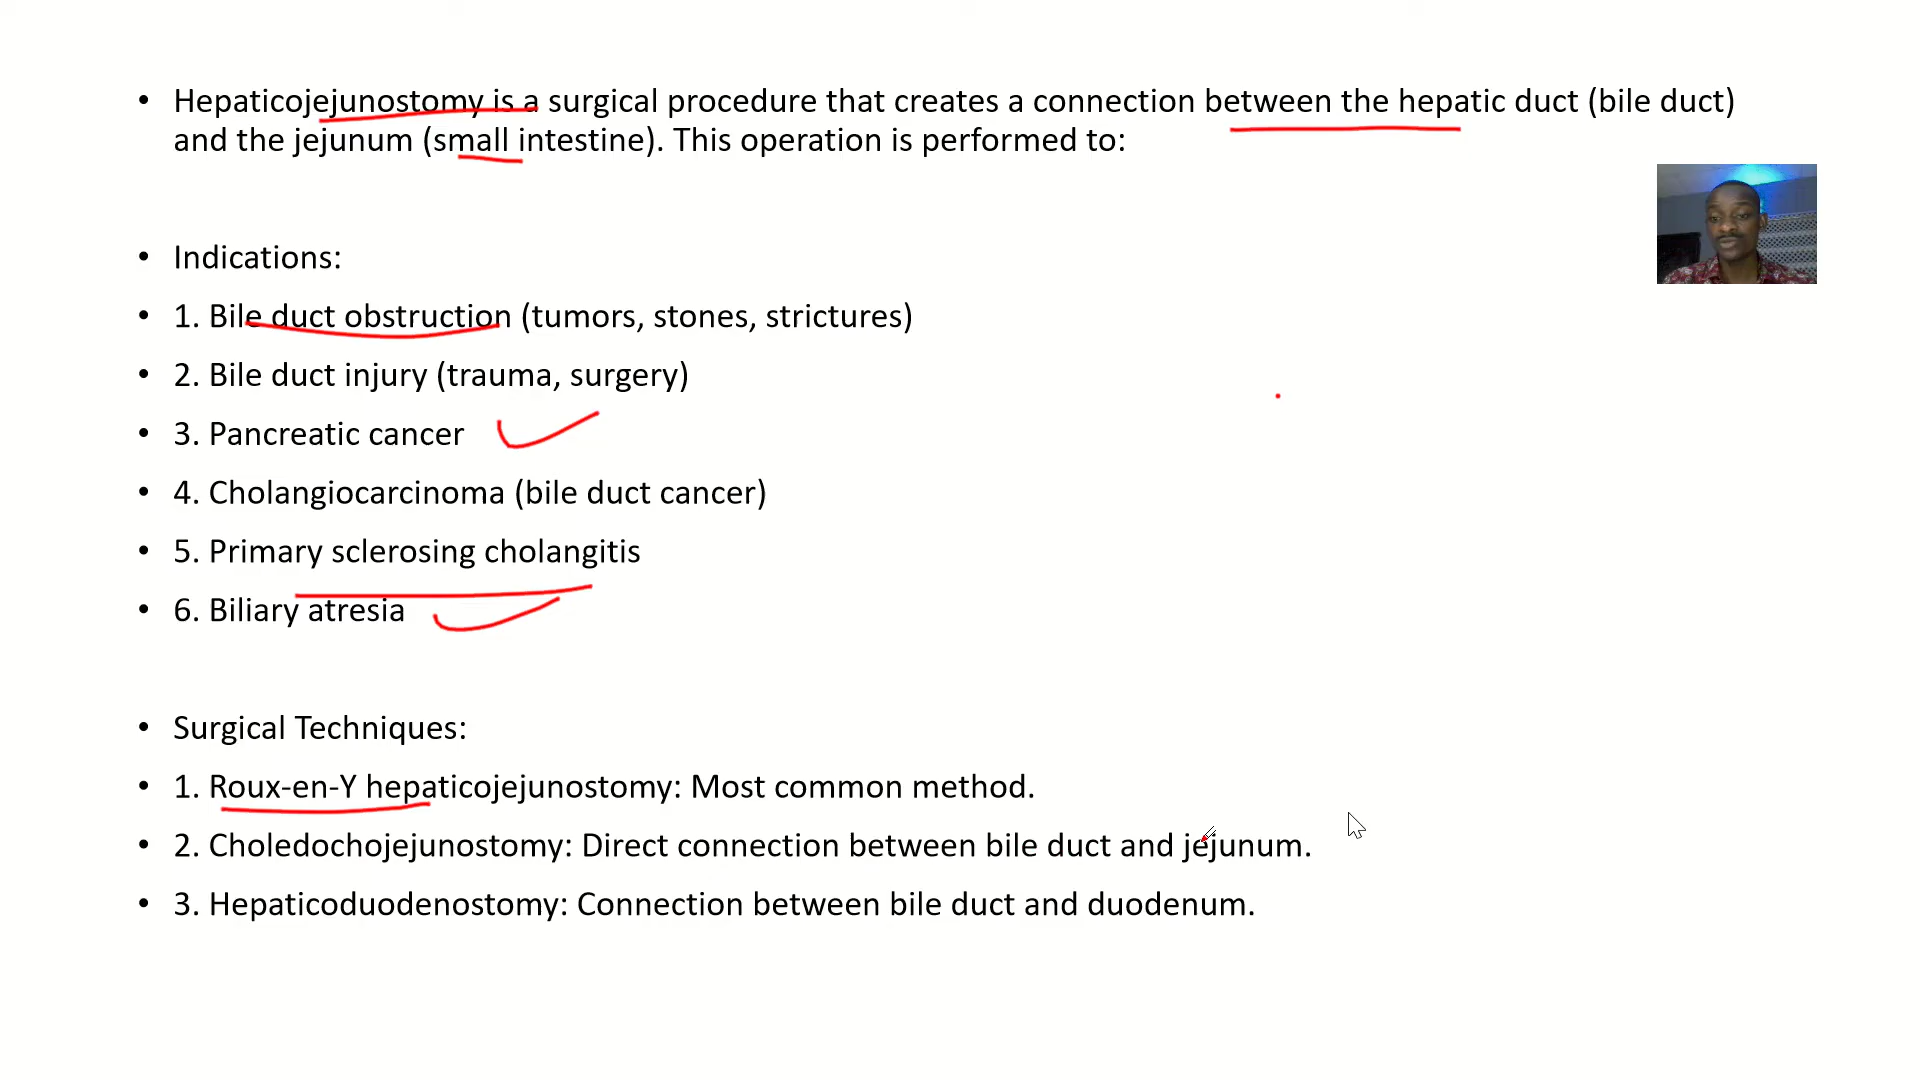 • Hepaticojejunostomy is a surgical procedure that creates a connection between the hepatic duct (bile duct)
and the jejunum (small intestine). This operation is performed to:
• Indications:
• 1. Bile duct obstruction (tumors, stones, strictures)
• 2. Bile duct injury (trauma, surgery)
• 3. Pancreatic cancer
• 4. Cholangiocarcinoma (bile duct cancer)
• 5. Primary sclerosing cholangitis
• 6. Biliary atresia
• Surgical Techniques:
• 1. Roux-en-Y hepaticojejunostomy: Most common method.
• 2. Choledochojejunostomy: Direct connection between bile duct and jejunum.
• 3. Hepaticoduodenostomy: Connection between bile duct and duodenum.